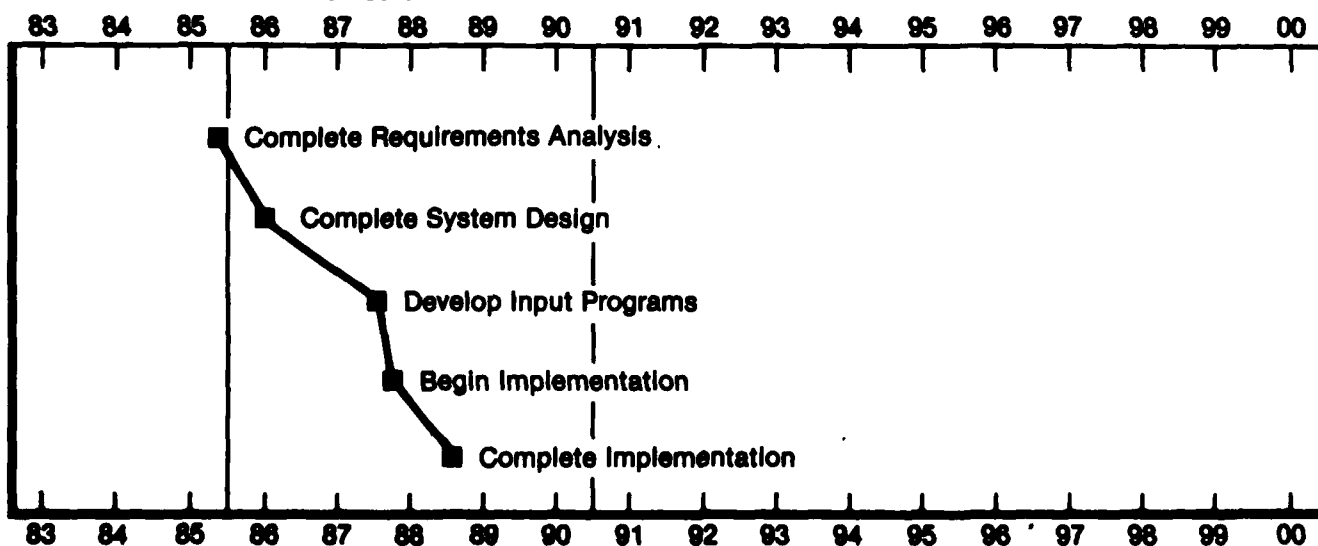 83 84 85 86 87 88 89 90 91 92 93 94 95 96 97 98 99 00
Complete Requirements Analysis
Complete System Design
Develop Input Programs
Begin Implementation
Complete Implementation
83 84 85 86 87 88 89 90 91 92 93 94 95 96 97 98 99 00